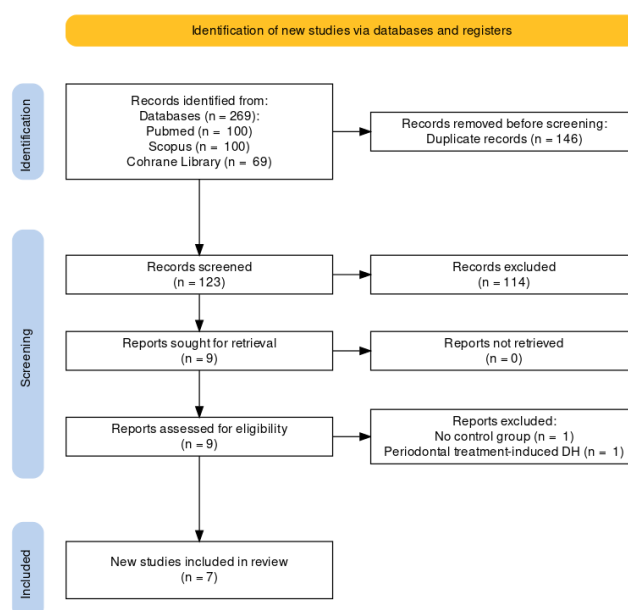 Identification of new studies via databases and registers
Identification
Records identified from:
Databases (n = 269):
Pubmed (n = 100)
Scopus (n = 100)
Cohrane Library (n = 69)
Records removed before screening:
Duplicate records (n = 146)
Screening
Records screened
(n = 123)
Records excluded
(n = 114)
Reports sought for retrieval
(n = 9)
Reports not retrieved
(n = 0)
Reports assessed for eligibility
(n = 9)
Reports excluded:
No control group (n = 1)
Periodontal treatment-induced DH (n = 1)
Included
New studies included in review
(n = 7)